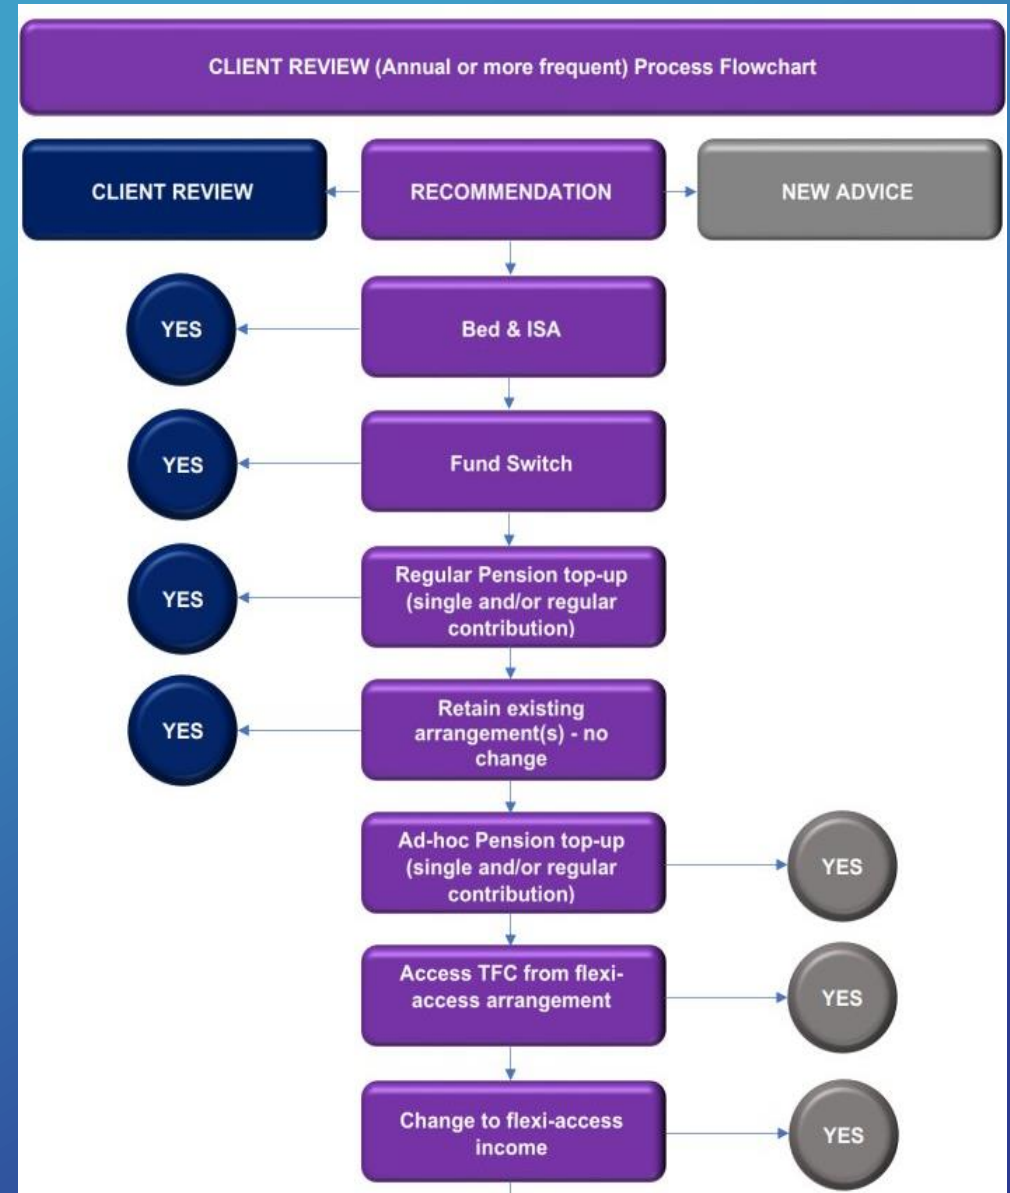 CLIENT REVIEW (Annual or more frequent) Process Flowchart
CLIENT REVIEW
RECOMMENDATION
NEW ADVICE
YES
Bed & ISA
YES
Fund Switch
YES
Regular Pension top-up
(single and/or regular
contribution)
YES
Retain existing
arrangement(s) - no
change
Ad-hoc Pension top-up
(single and/or regular
contribution)
YES
Access TFC from flexi-
access arrangement
YES
Change to flexi-access
income
YES